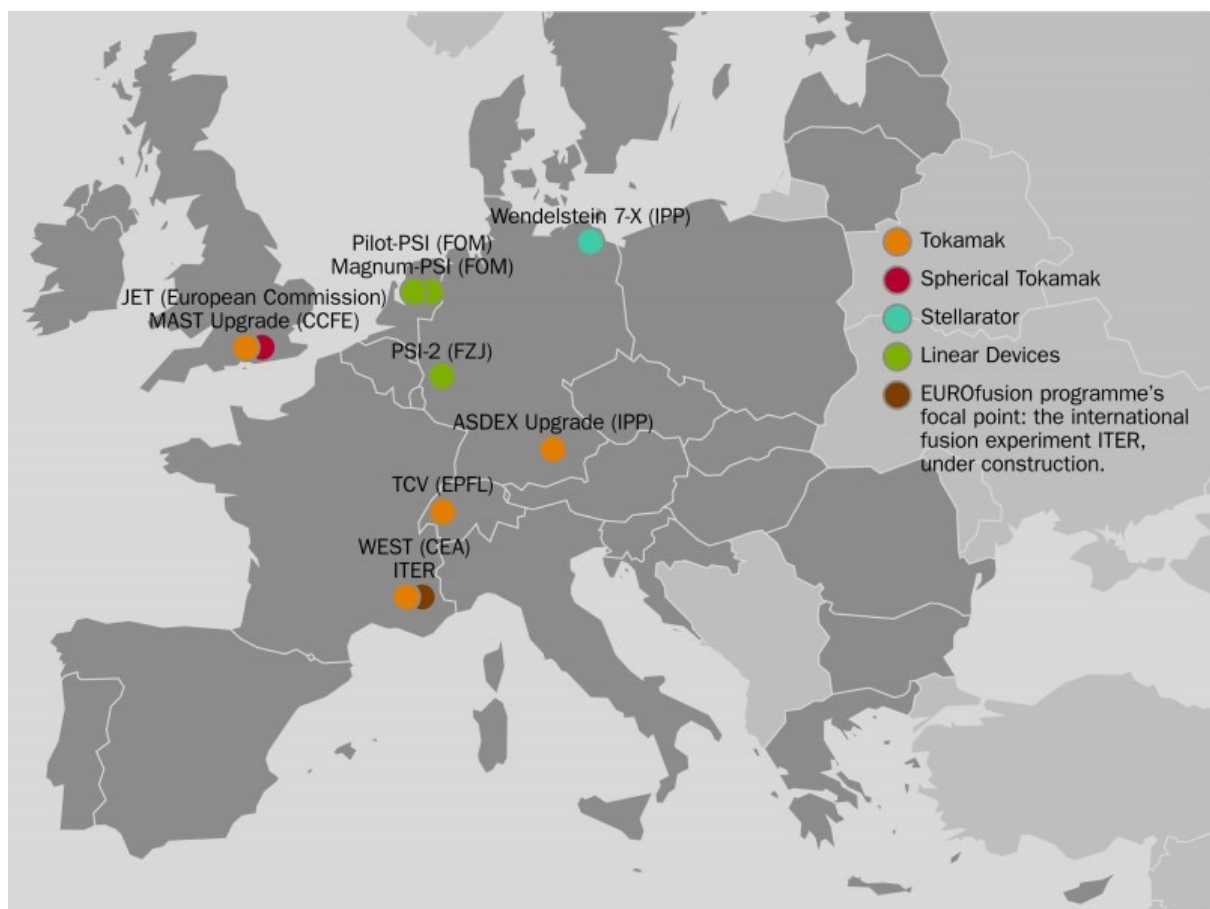 Wendelstein 7-X (IPP)
Pilot-PSI (FOM)
Magnum-PSI (FOM)
JET (European Commission)
MAST Upgrade (CCFE)
PSI-2 (FZJ)
ASDEX Upgrade (IPP)
TCV (EPFL)
WEST (CEA)
ITER
Tokamak
Spherical Tokamak
Stellarator
Linear Devices
EUROfusion programme's
focal point: the international
fusion experiment ITER,
under construction.